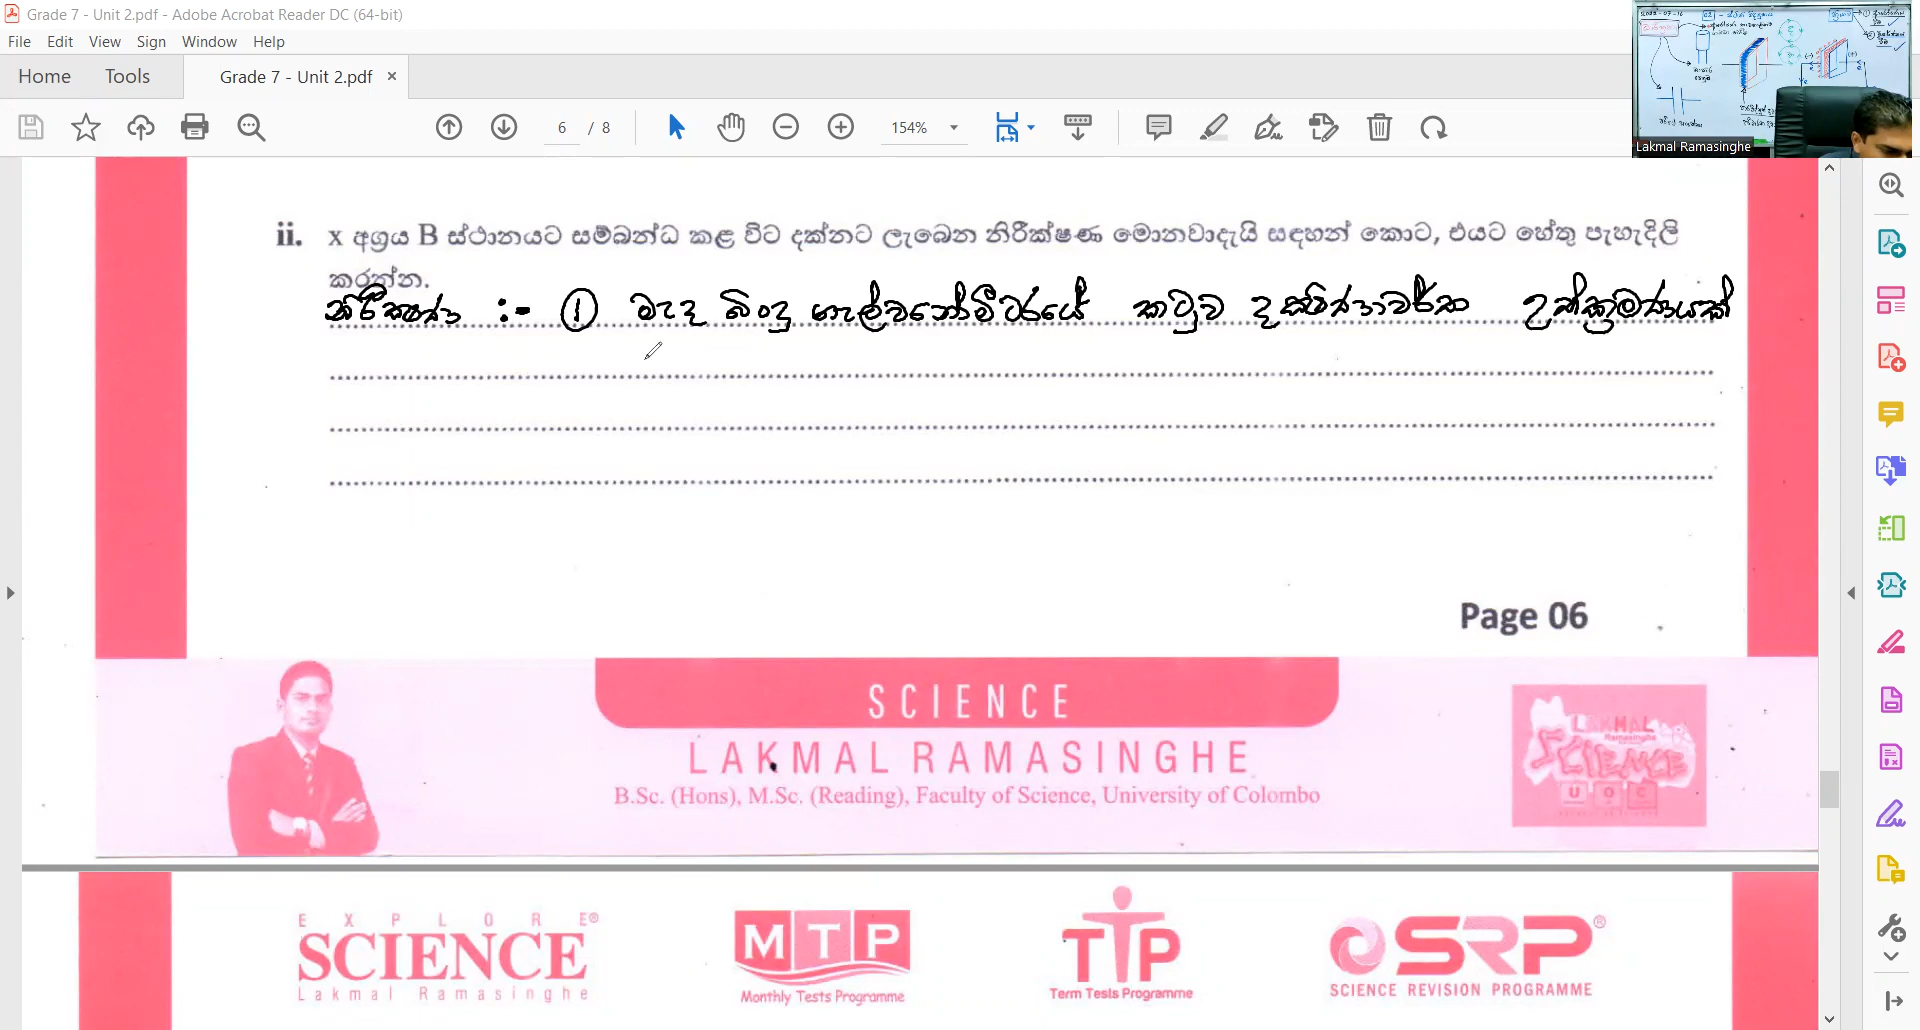 Grade 7 - Unit 2.pdf - Adobe Acrobat Reader DC (64-bit)
File Edit View Sign Window Help
Home Tools Grade 7 - Unit 2.pdf ×
6 / 8 154%
Lakmal Ramasinghe
ii. x අග්‍රය B ස්ථානයට සම්බන්ධ කළ විට දක්නට ලැබෙන නිරීක්ෂණ මොනවාදැයි සඳහන් කොට, එයට හේතු පැහැදිලි
කරන්න.
නිරීක්ෂණ :- ① මැද බිංදු ගැල්වනෝමීටරයේ කටුව දක්ෂිණාවර්ත උත්ක්‍රමණයක්
Page 06
SCIENCE
LAKMAL RAMASINGHE
B.Sc. (Hons), M.Sc. (Reading), Faculty of Science, University of Colombo
LAKMAL
Ramasinghe
SCIENCE
U O C
EXPLORE®
SCIENCE
Lakmal Ramasinghe
MTP
Monthly Tests Programme
TTP
Term Tests Programme
SRP®
SCIENCE REVISION PROGRAMME